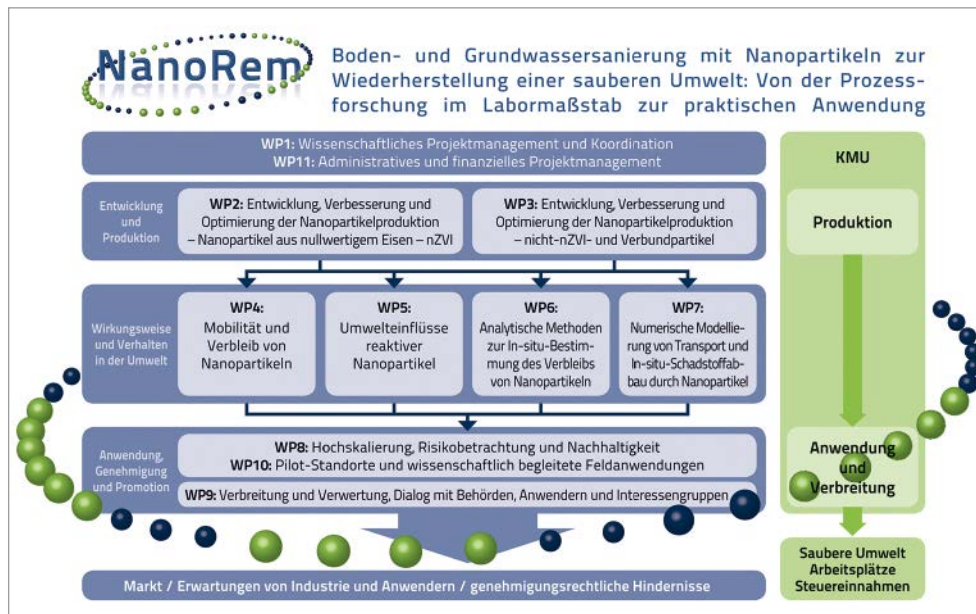 NanoRem
Boden- und Grundwassersanierung mit Nanopartikeln zur
Wiederherstellung einer sauberen Umwelt: Von der Prozess-
forschung im Labormaßstab zur praktischen Anwendung
WP1: Wissenschaftliches Projektmanagement und Koordination
WP11: Administratives und finanzielles Projektmanagement
Entwicklung
und
Produktion
WP2: Entwicklung, Verbesserung und
Optimierung der Nanopartikelproduktion
– Nanopartikel aus nullwertigem Eisen – nZVI
WP3: Entwicklung, Verbesserung und
Optimierung der Nanopartikelproduktion
– nicht-nZVI- und Verbundpartikel
Wirkungsweise
und Verhalten
in der Umwelt
WP4:
Mobilität und
Verbleib von
Nanopartikeln
WP5:
Umwelteinflüsse
reaktiver
Nanopartikel
WP6:
Analytische Methoden
zur In-situ-Bestim-
mung des Verbleibs
von Nanopartikeln
WP7:
Numerische Modellie-
rung von Transport und
In-situ-Schadstoffab-
bau durch Nanopartikel
Anwendung,
Genehmigung
und Promotion
WP8: Hochskalierung, Risikobetrachtung und Nachhaltigkeit
WP10: Pilot-Standorte und wissenschaftlich begleitete Feldanwendungen
WP9: Verbreitung und Verwertung, Dialog mit Behörden, Anwendern und Interessengruppen
Markt / Erwartungen von Industrie und Anwendern / genehmigungsrechtliche Hindernisse
KMU
Produktion
Anwendung
und
Verbreitung
Saubere Umwelt
Arbeitsplätze
Steuereinnahmen